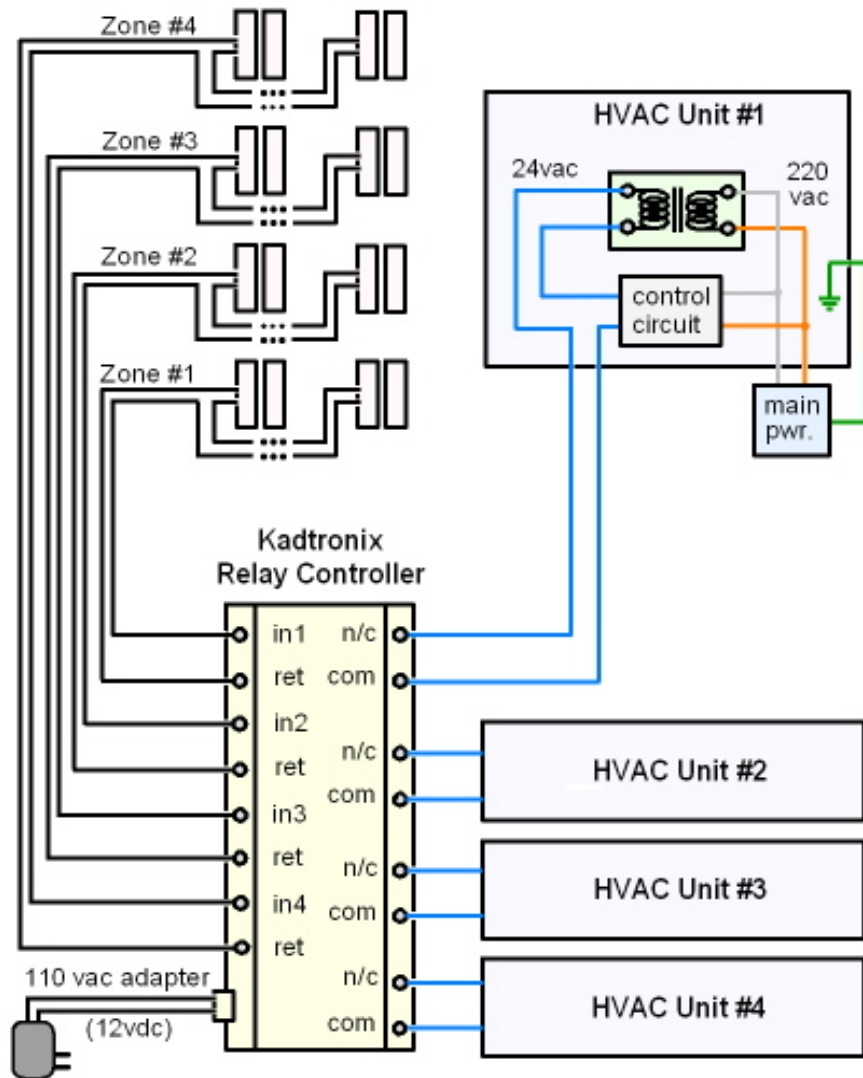 Zone #4
Zone #3
Zone #2
Zone #1
HVAC Unit #1
24vac
220
vac
control
circuit
main
pwr.
Kadtronix
Relay Controller
in1
n/c
ret
com
in2
n/c
ret
com
in3
ret
n/c
in4
com
ret
n/c
com
HVAC Unit #2
HVAC Unit #3
HVAC Unit #4
110 vac adapter
(12vdc)